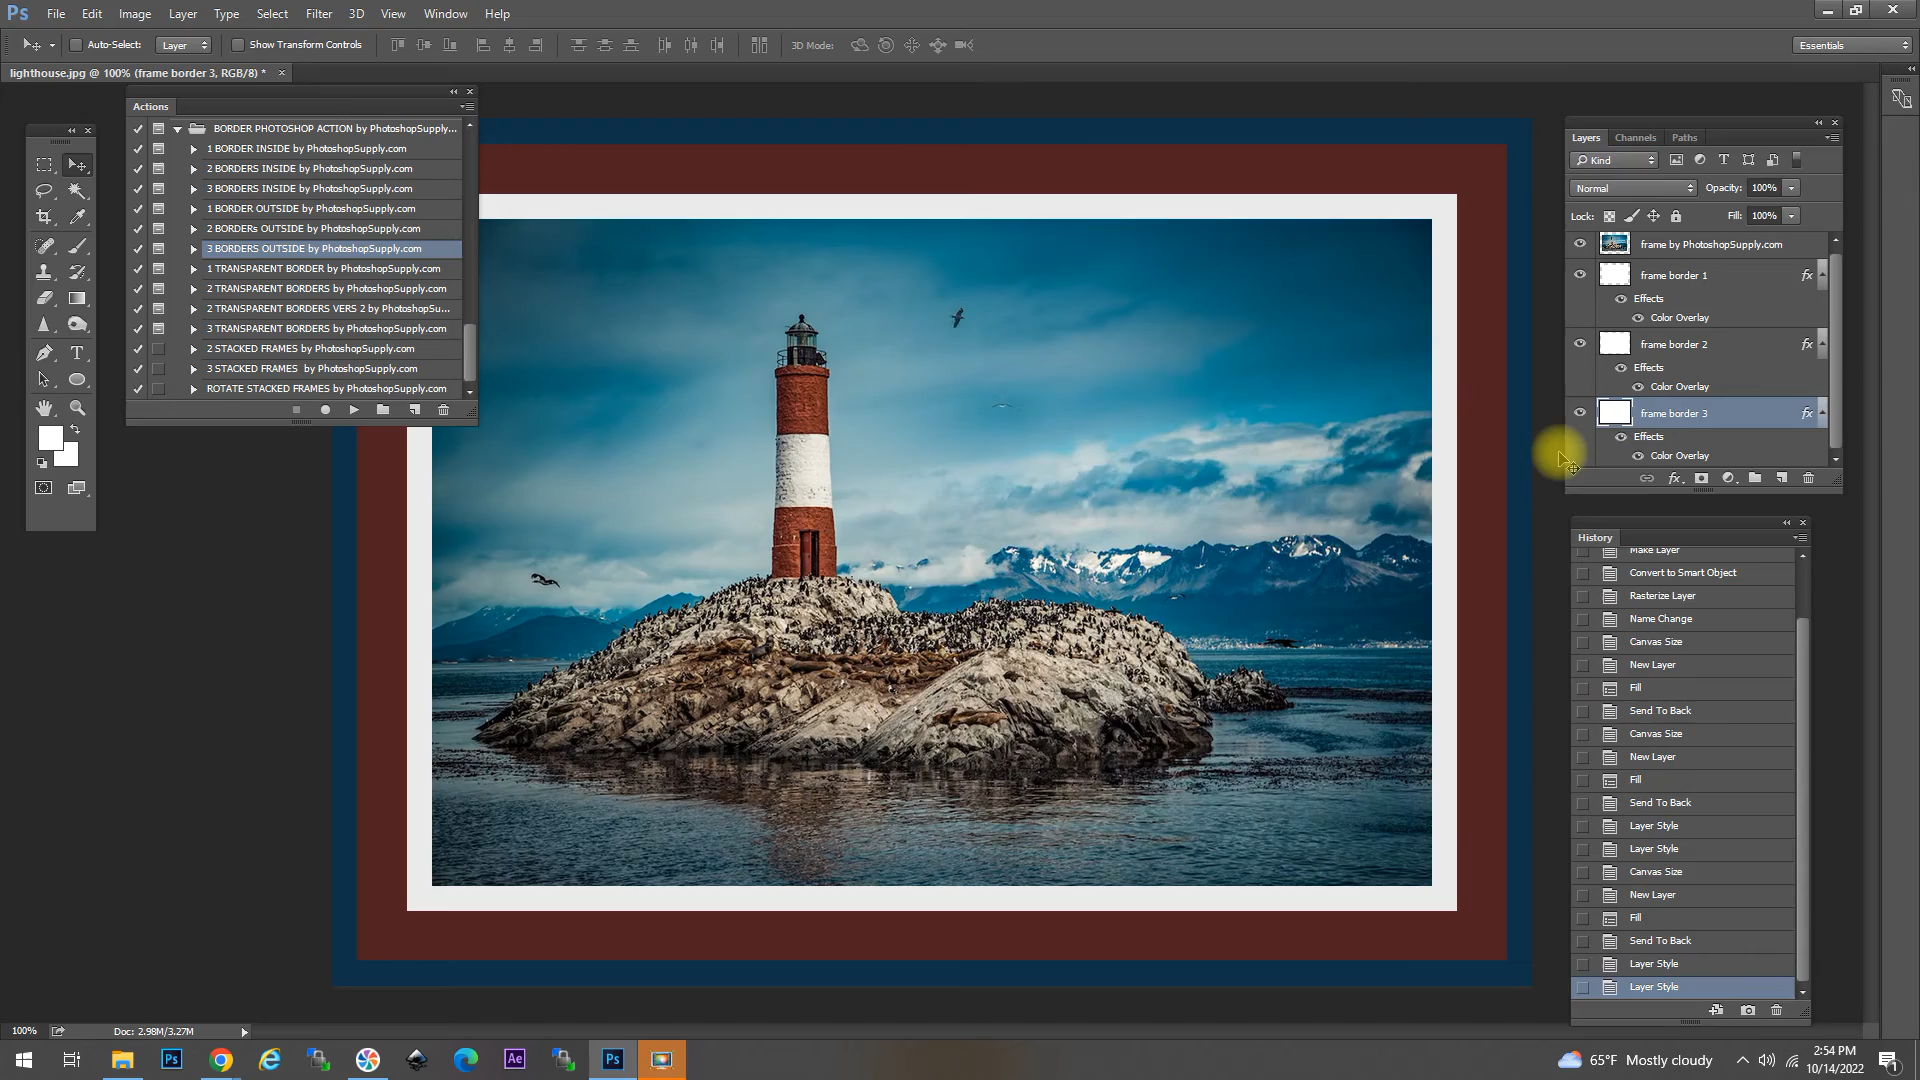 Ps File Edit Image Layer Type Select Filter 3D View Window Help
Auto-Select: Layer Show Transform Controls 3D Mode: Essentials
lighthouse.jpg @ 100% (frame border 3, RGB/8) *
Actions
BORDER PHOTOSHOP ACTION by PhotoshopSupply...
1 BORDER INSIDE by PhotoshopSupply.com
2 BORDERS INSIDE by PhotoshopSupply.com
3 BORDERS INSIDE by PhotoshopSupply.com
1 BORDER OUTSIDE by PhotoshopSupply.com
2 BORDERs OUTSIDE by PhotoshopSupply.com
3 BORDERS OUTSIDE by PhotoshopSupply.com
1 TRANSPARENT BORDER by PhotoshopSupply.com
2 TRANSPARENT BORDERS by PhotoshopSupply.com
2 TRANSPARENT BORDERS VERS 2 by PhotoshopSu...
3 TRANSPARENT BORDERS by PhotoshopSupply.com
2 STACKED FRAMES by PhotoshopSupply.com
3 STACKED FRAMES by PhotoshopSupply.com
ROTATE STACKED FRAMES by PhotoshopSupply.com
Layers Channels Paths
Kind
Normal Opacity: 100%
Lock: Fill: 100%
frame by PhotoshopSupply.com
frame border 1 fx
Effects
Color Overlay
frame border 2 fx
Effects
Color Overlay
frame border 3 fx
Effects
Color Overlay
fx
History
Make Layer
Convert to Smart Object
Rasterize Layer
Name Change
Canvas Size
New Layer
Fill
Send To Back
Canvas Size
New Layer
Fill
Send To Back
Layer Style
Layer Style
Canvas Size
New Layer
Fill
Send To Back
Layer Style
Layer Style
100% Doc: 2.98M/3.27M
Ps Ae Ps
65°F Mostly cloudy
2:54 PM
10/14/2022
1